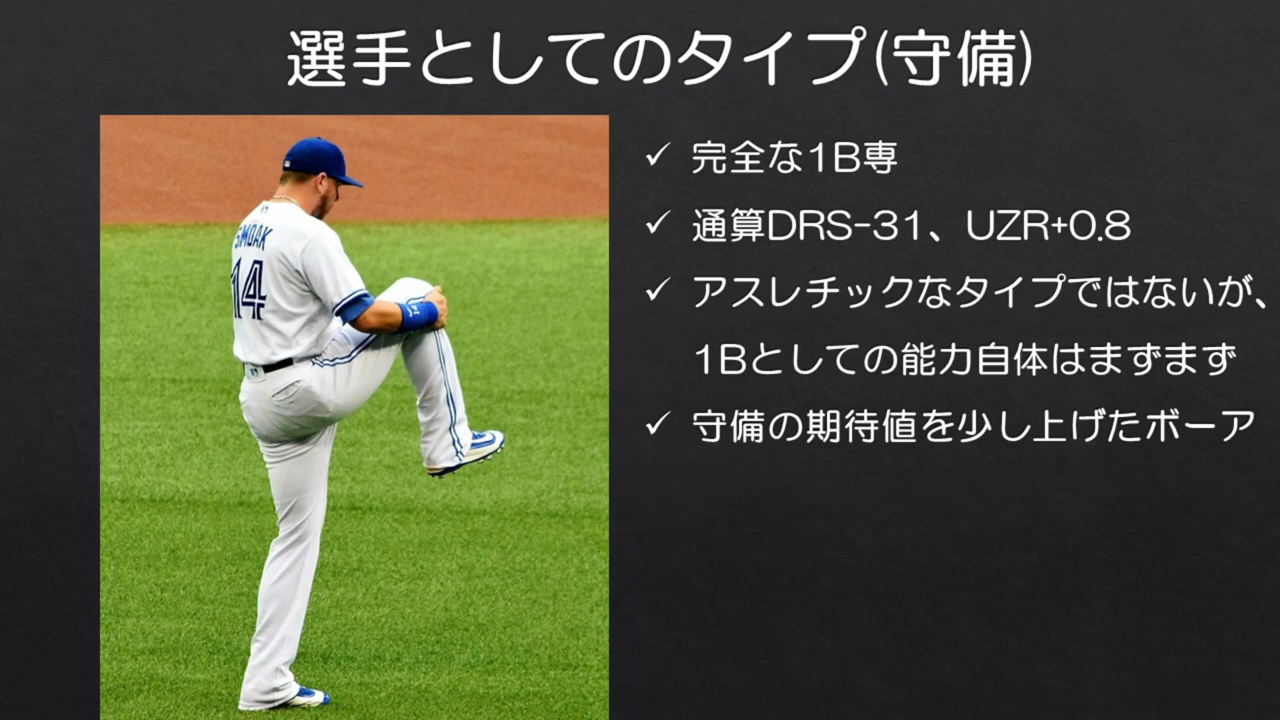 選手としてのタイプ(守備)
✓ 完全な1B専
✓ 通算DRS-31、UZR+0.8
✓ アスレチックなタイプではないが、
1Bとしての能力自体はまずまず
✓ 守備の期待値を少し上げたボーア
SMOAK
14